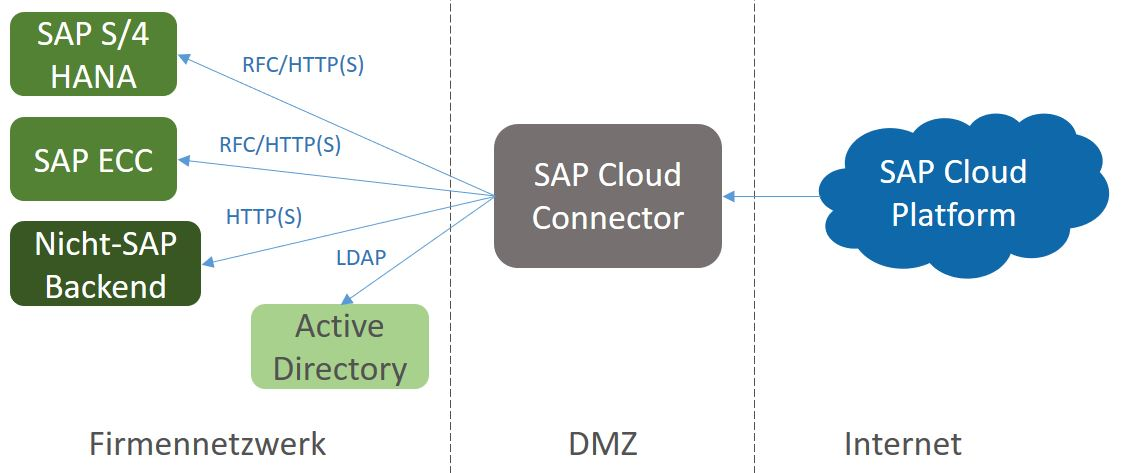 SAP S/4
HANA
RFC/HTTP(S)
SAP ECC
RFC/HTTP(S)
Nicht-SAP
Backend
HTTP(S)
LDAP
Active
Directory
SAP Cloud
Connector
SAP Cloud
Platform
Firmennetzwerk
DMZ
Internet